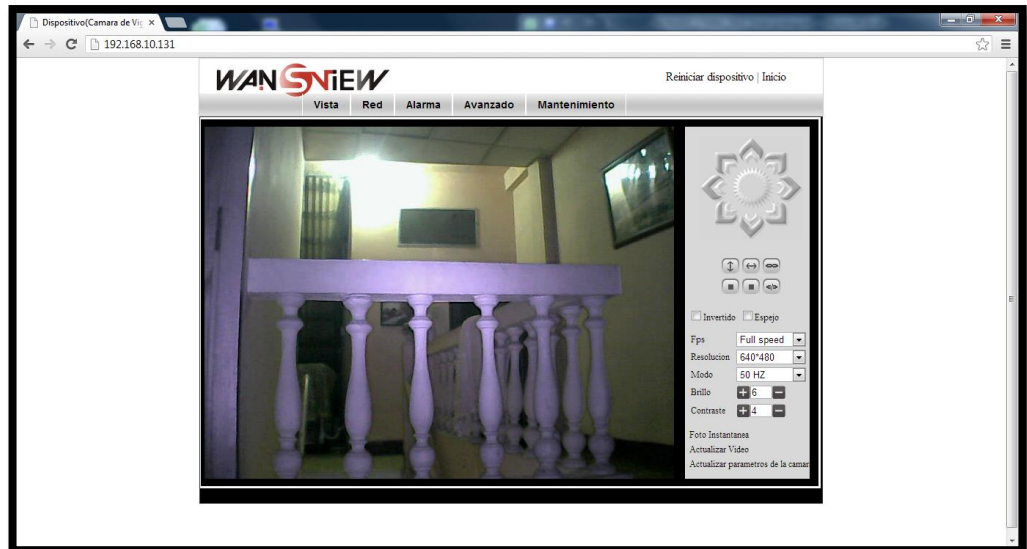 Dispositivo(Camara de Vig
192.168.10.131
WANSVIEW
Reiniciar dispositivo | Inicio
Vista Red Alarma Avanzado Mantenimiento
Invertido Espejo
Fps Full speed
Resolucion 640*480
Modo 50 HZ
Brillo 6
Contraste 4
Foto Instantanea
Actualizar Video
Actualizar parametros de la camar